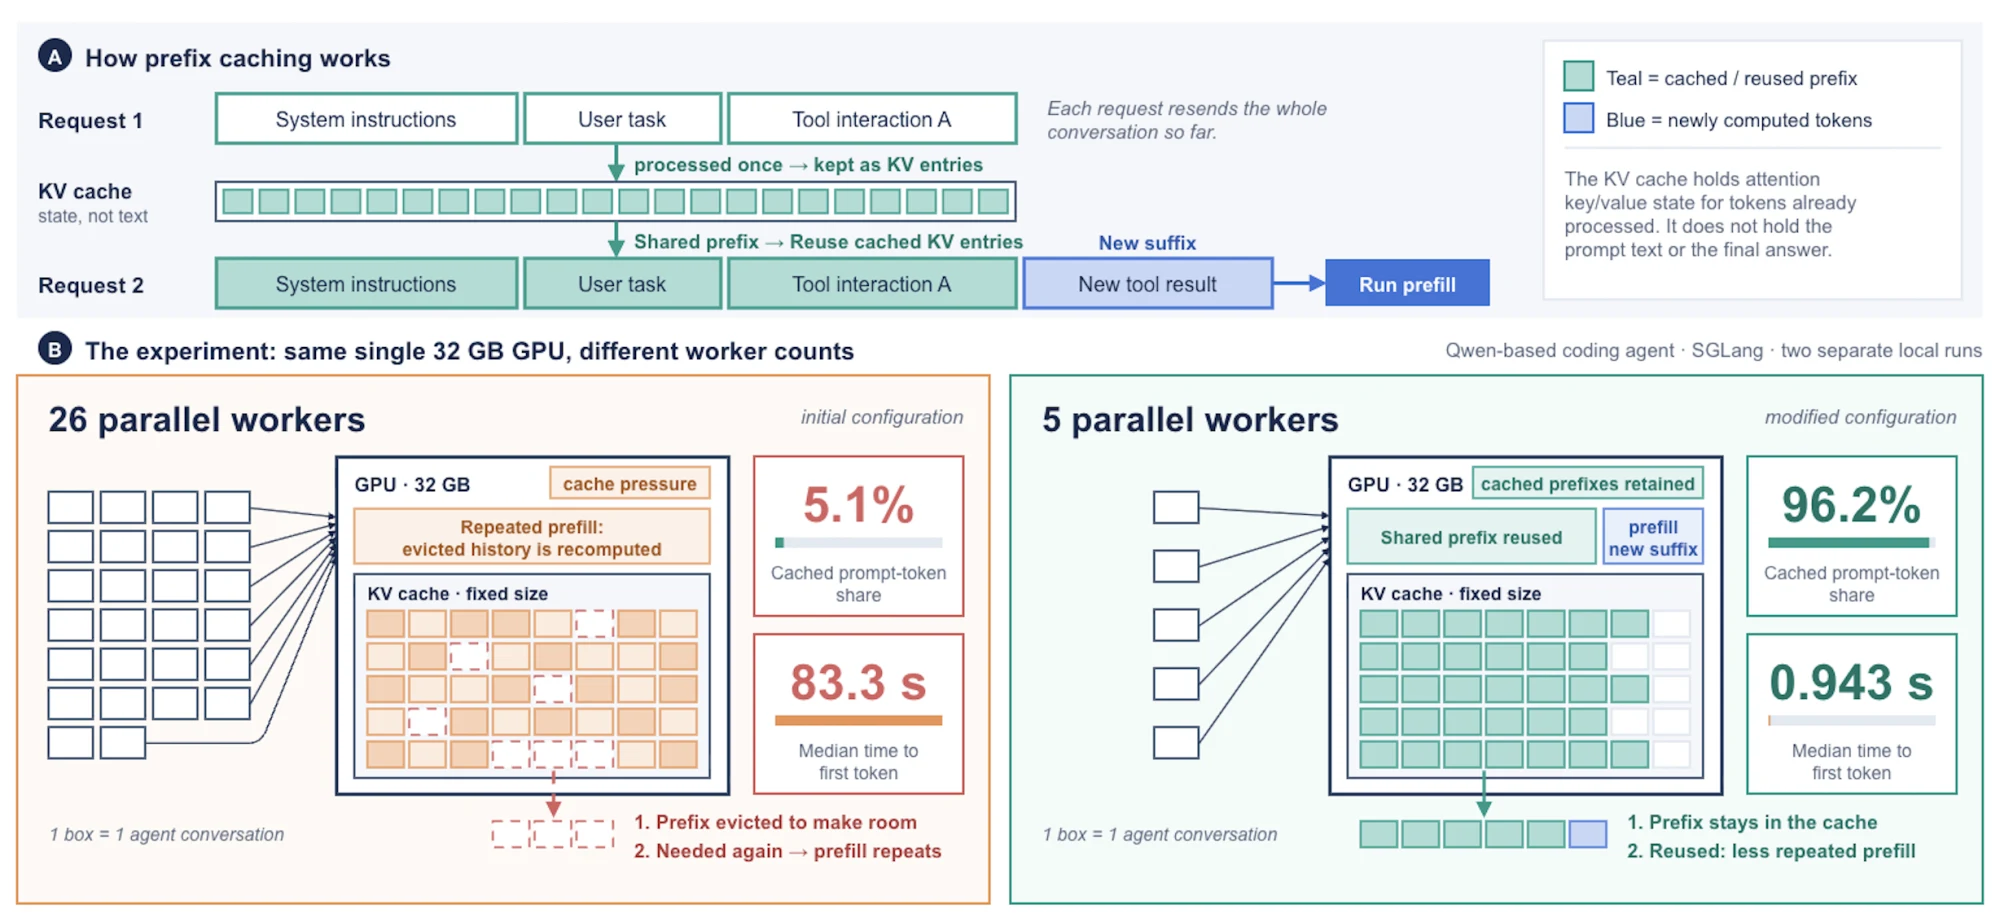 A How prefix caching works
Request 1
System instructions
User task
Tool interaction A
Each request resends the whole
conversation so far.
processed once → kept as KV entries
KV cache
state, not text
Shared prefix → Reuse cached KV entries
New suffix
Request 2
System instructions
User task
Tool interaction A
New tool result
Run prefill
Teal = cached / reused prefix
Blue = newly computed tokens
The KV cache holds attention
key/value state for tokens already
processed. It does not hold the
prompt text or the final answer.
B The experiment: same single 32 GB GPU, different worker counts
Qwen-based coding agent · SGLang · two separate local runs
26 parallel workers
initial configuration
GPU · 32 GB
cache pressure
Repeated prefill:
evicted history is recomputed
KV cache · fixed size
5.1%
Cached prompt-token
share
83.3 s
Median time to
first token
1 box = 1 agent conversation
1. Prefix evicted to make room
2. Needed again → prefill repeats
5 parallel workers
modified configuration
GPU · 32 GB
cached prefixes retained
Shared prefix reused
prefill
new suffix
KV cache · fixed size
96.2%
Cached prompt-token
share
0.943 s
Median time to
first token
1 box = 1 agent conversation
1. Prefix stays in the cache
2. Reused: less repeated prefill